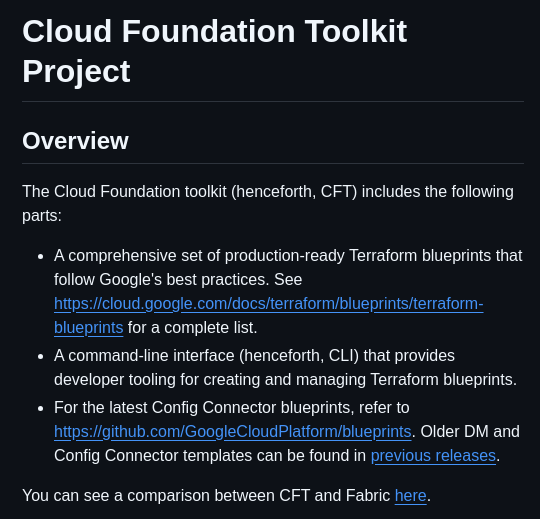 Cloud Foundation Toolkit
Project
Overview
The Cloud Foundation toolkit (henceforth, CFT) includes the following
parts:
• A comprehensive set of production-ready Terraform blueprints that
follow Google's best practices. See
https://cloud.google.com/docs/terraform/blueprints/terraform-
blueprints for a complete list.
• A command-line interface (henceforth, CLI) that provides
developer tooling for creating and managing Terraform blueprints.
• For the latest Config Connector blueprints, refer to
https://github.com/GoogleCloudPlatform/blueprints. Older DM and
Config Connector templates can be found in previous releases.
You can see a comparison between CFT and Fabric here.